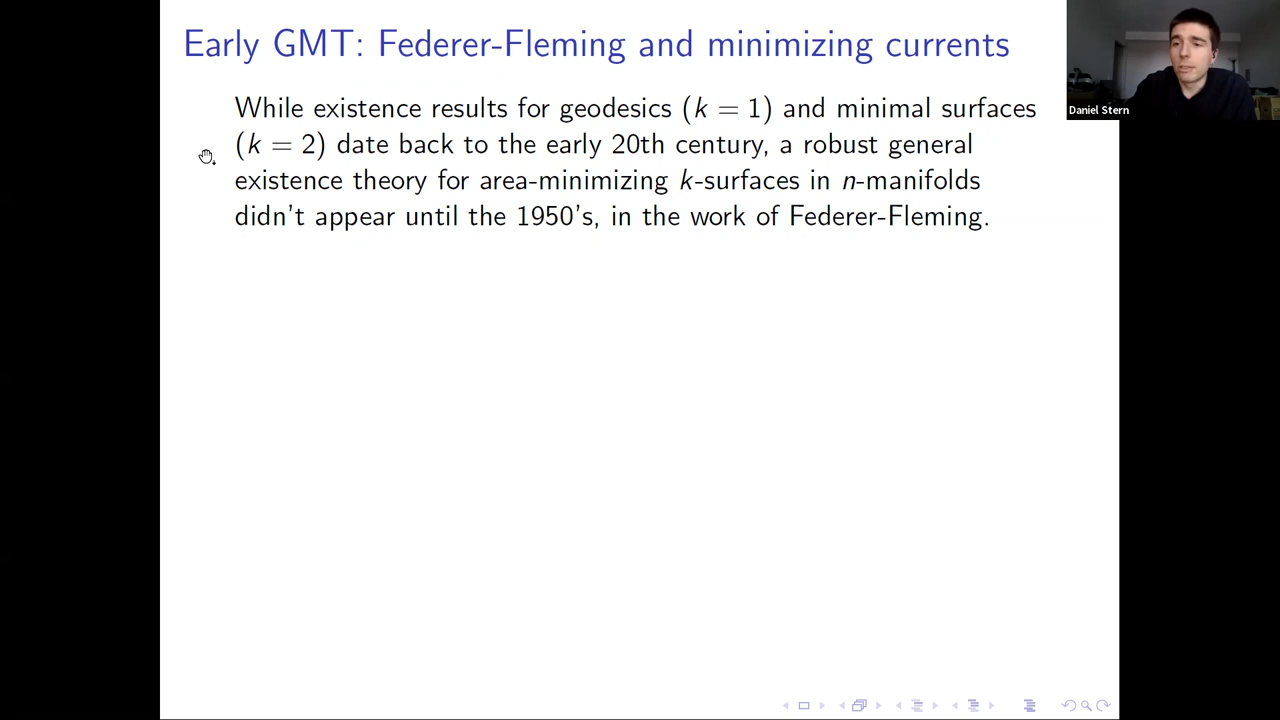 Early GMT: Federer-Fleming and minimizing currents
While existence results for geodesics (k = 1) and minimal surfaces
(k = 2) date back to the early 20th century, a robust general
existence theory for area-minimizing k-surfaces in n-manifolds
didn't appear until the 1950's, in the work of Federer-Fleming.
Daniel Stern